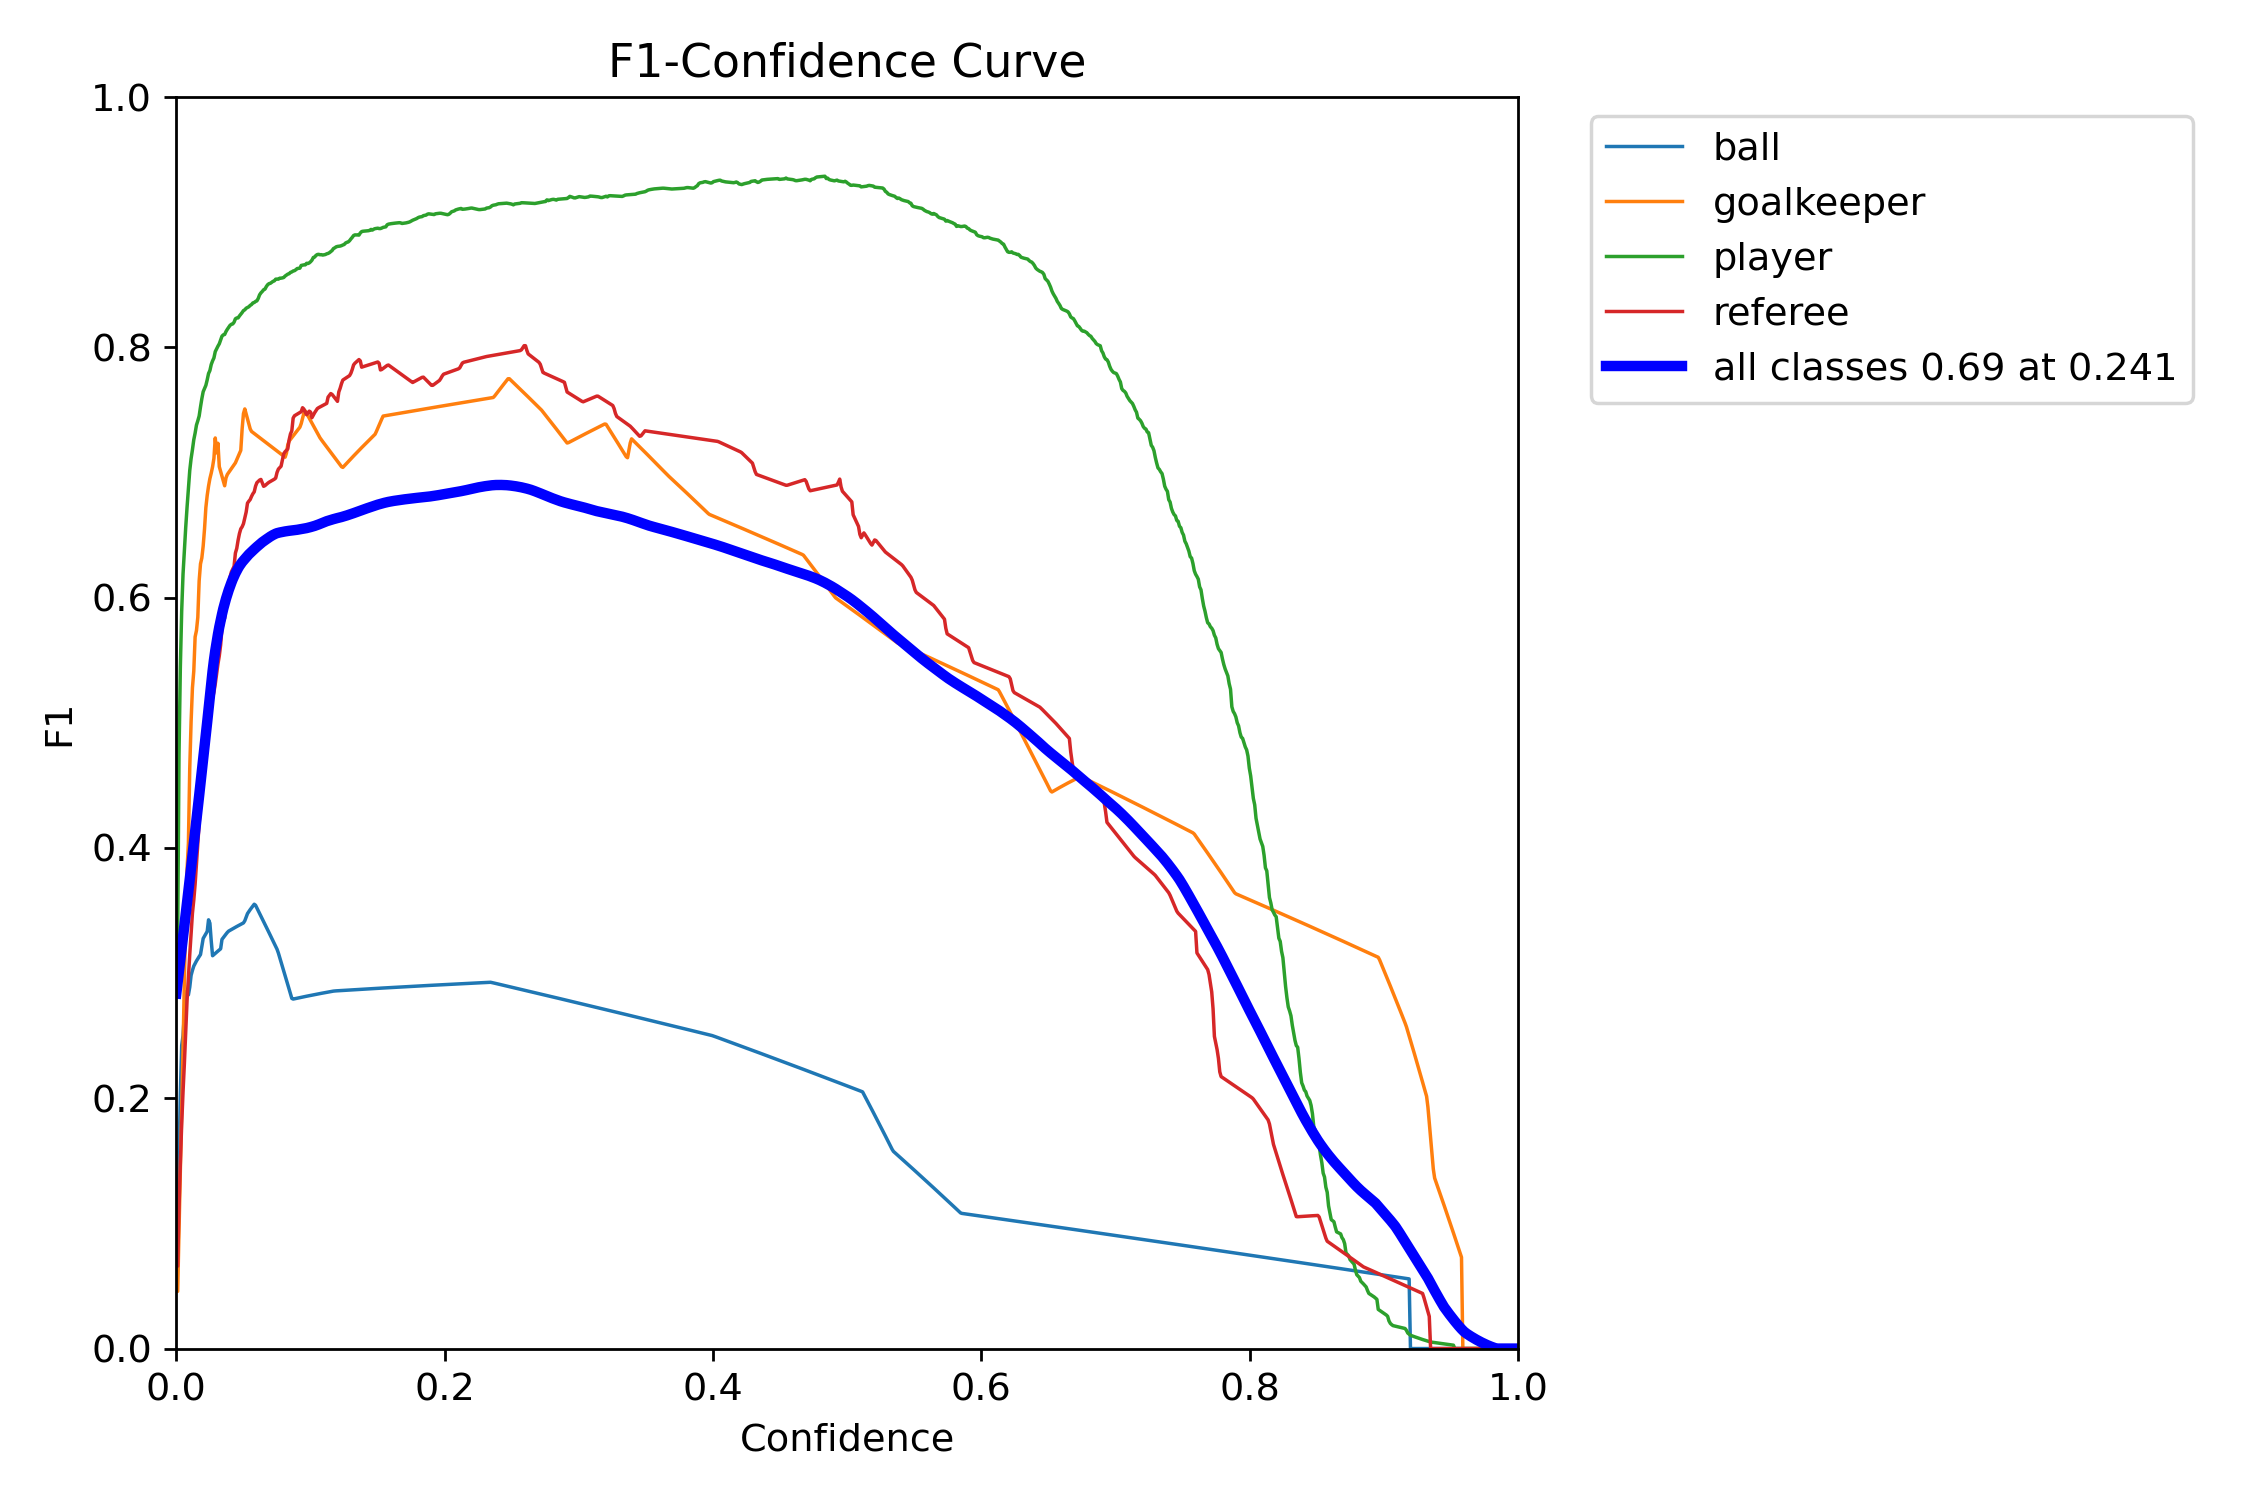 F1-Confidence Curve
1.0
0.8
0.6
0.4
0.2
0.0
F1
0.0 0.2 0.4 0.6 0.8 1.0
Confidence
ball
goalkeeper
player
referee
all classes 0.69 at 0.241